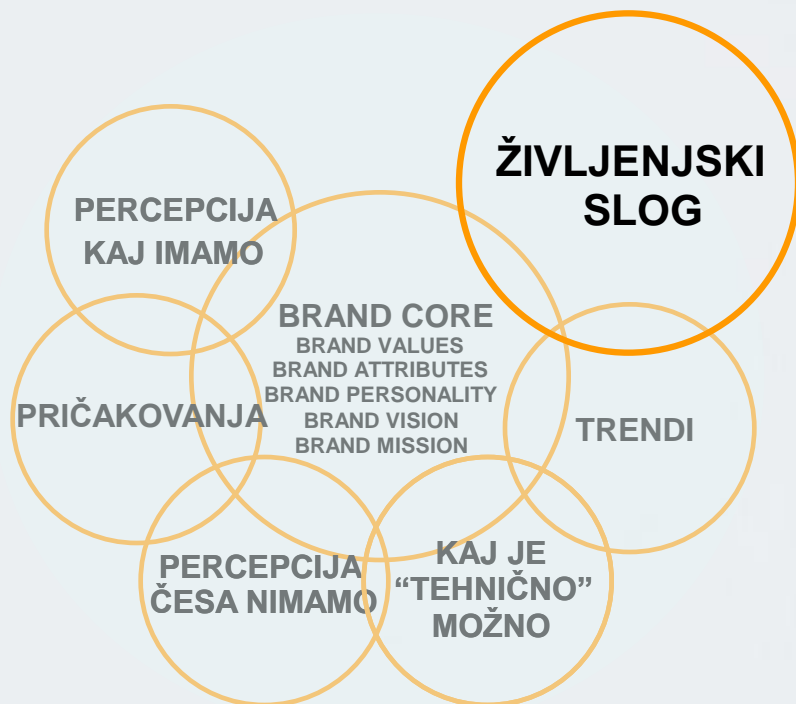 ŽIVLJENJSKI
SLOG
PERCEPCIJA
KAJ IMAMO
BRAND CORE
BRAND VALUES
BRAND ATTRIBUTES
BRAND PERSONALITY
BRAND VISION
BRAND MISSION
PRIČAKOVANJA
TRENDI
PERCEPCIJA
ČESA NIMAMO
KAJ JE
“TEHNIČNO”
MOŽNO